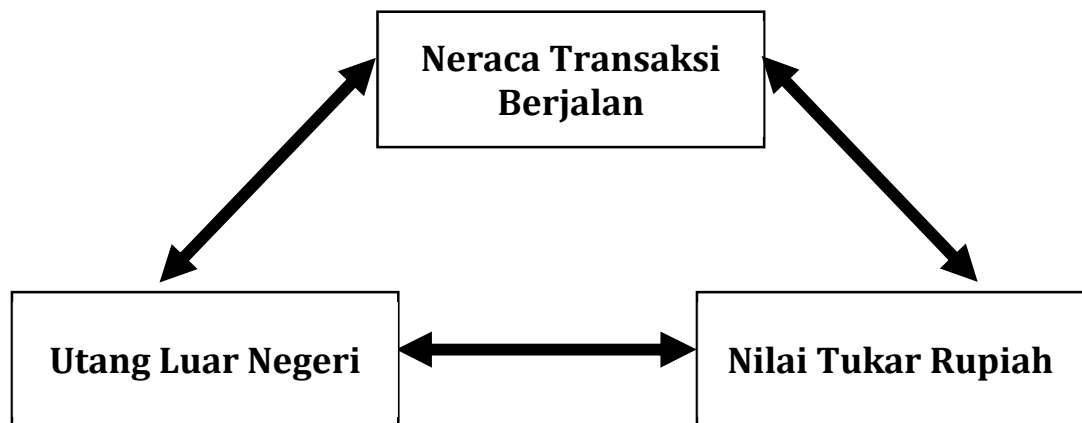 Neraca Transaksi
Berjalan
Utang Luar Negeri
Nilai Tukar Rupiah